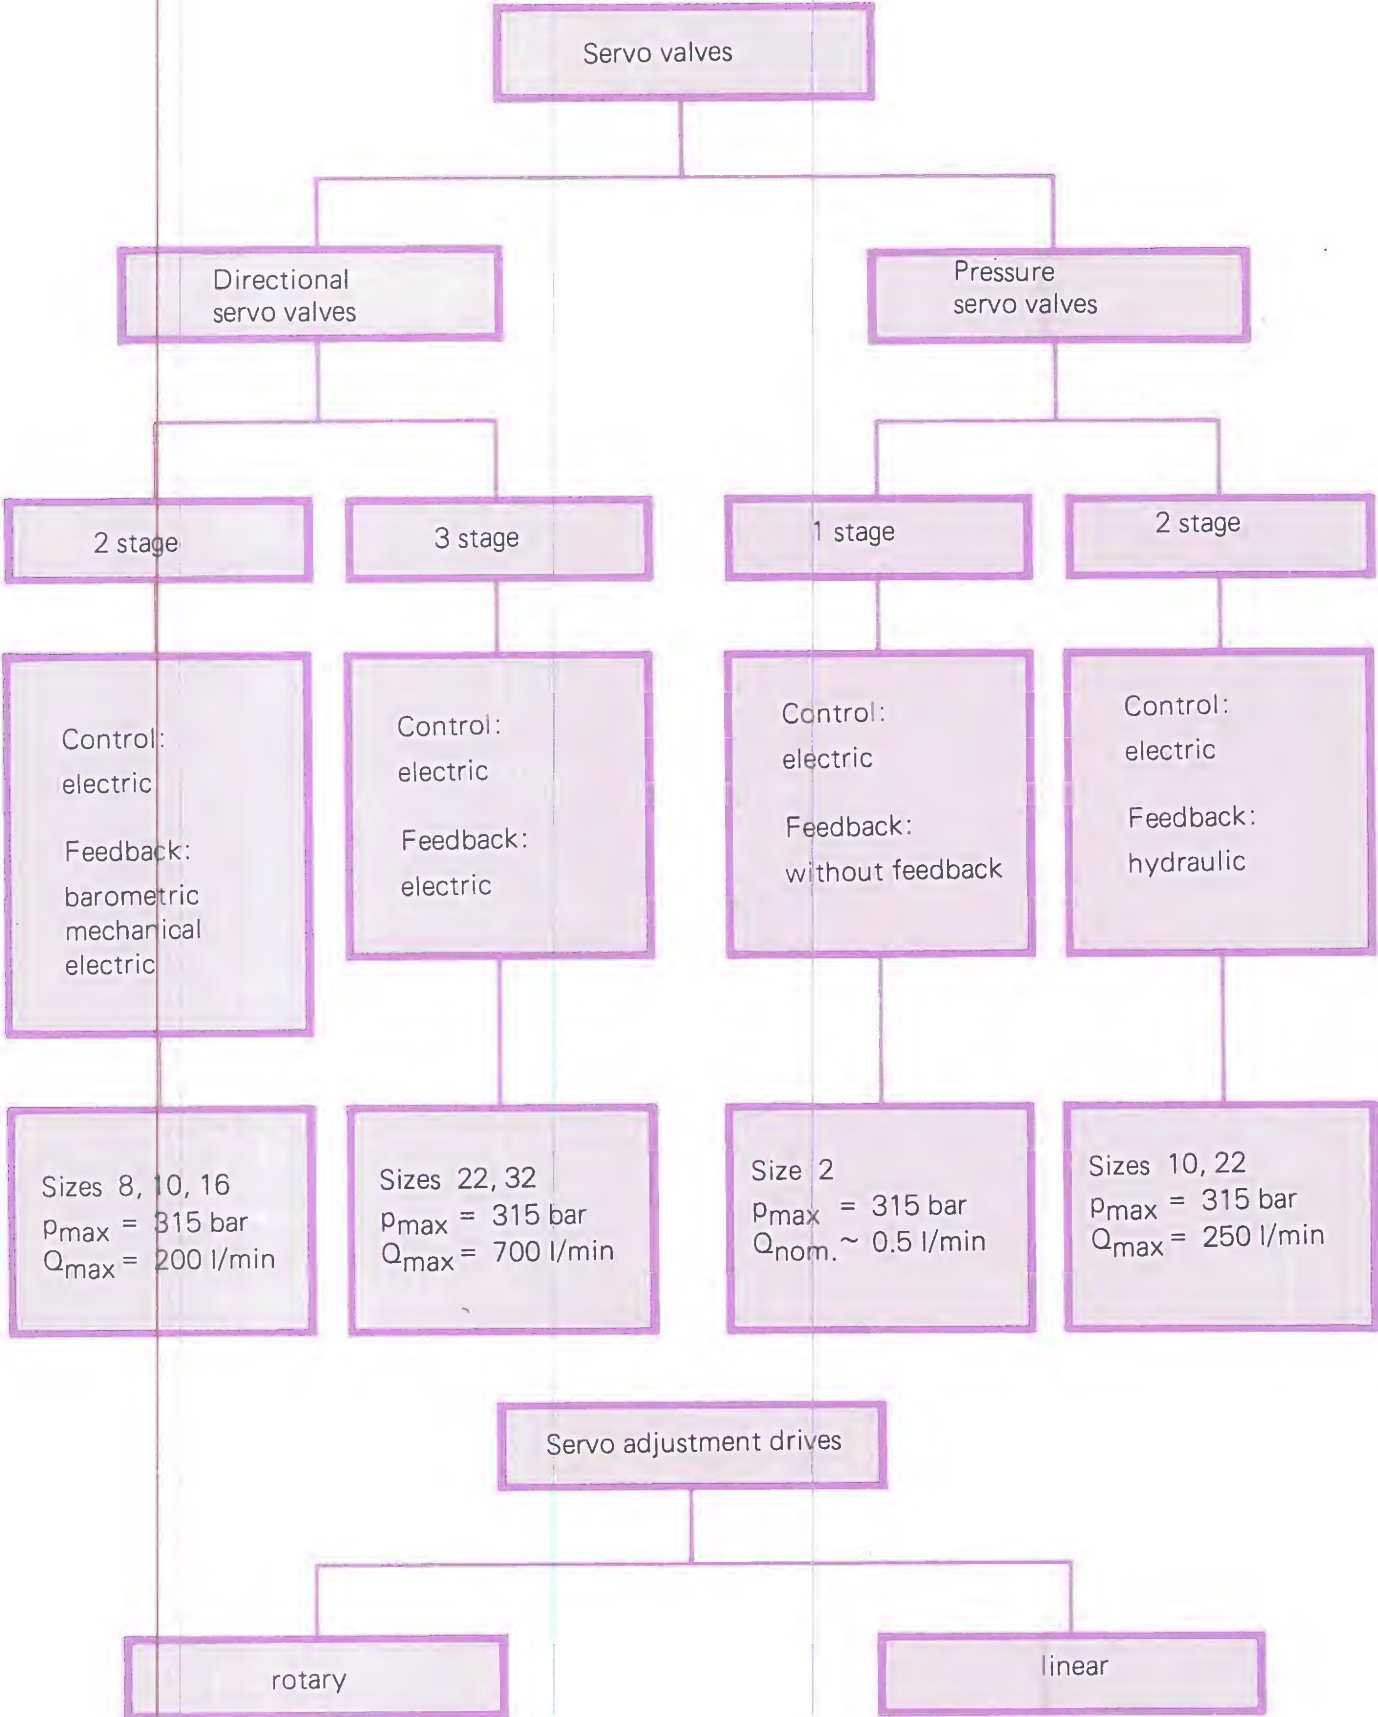 Servo valves
Directional
servo valves
Pressure
servo valves
2 stage
3 stage
1 stage
2 stage
Control:
electric
Feedback:
barometric
mechanical
electric
Control:
electric
Feedback:
electric
Control:
electric
Feedback:
without feedback
Control:
electric
Feedback:
hydraulic
Sizes 8, 10, 16
pmax = 315 bar
Qmax = 200 l/min
Sizes 22, 32
pmax = 315 bar
Qmax = 700 l/min
Size 2
pmax = 315 bar
Qnom. ~ 0.5 l/min
Sizes 10, 22
pmax = 315 bar
Qmax = 250 l/min
Servo adjustment drives
rotary
linear